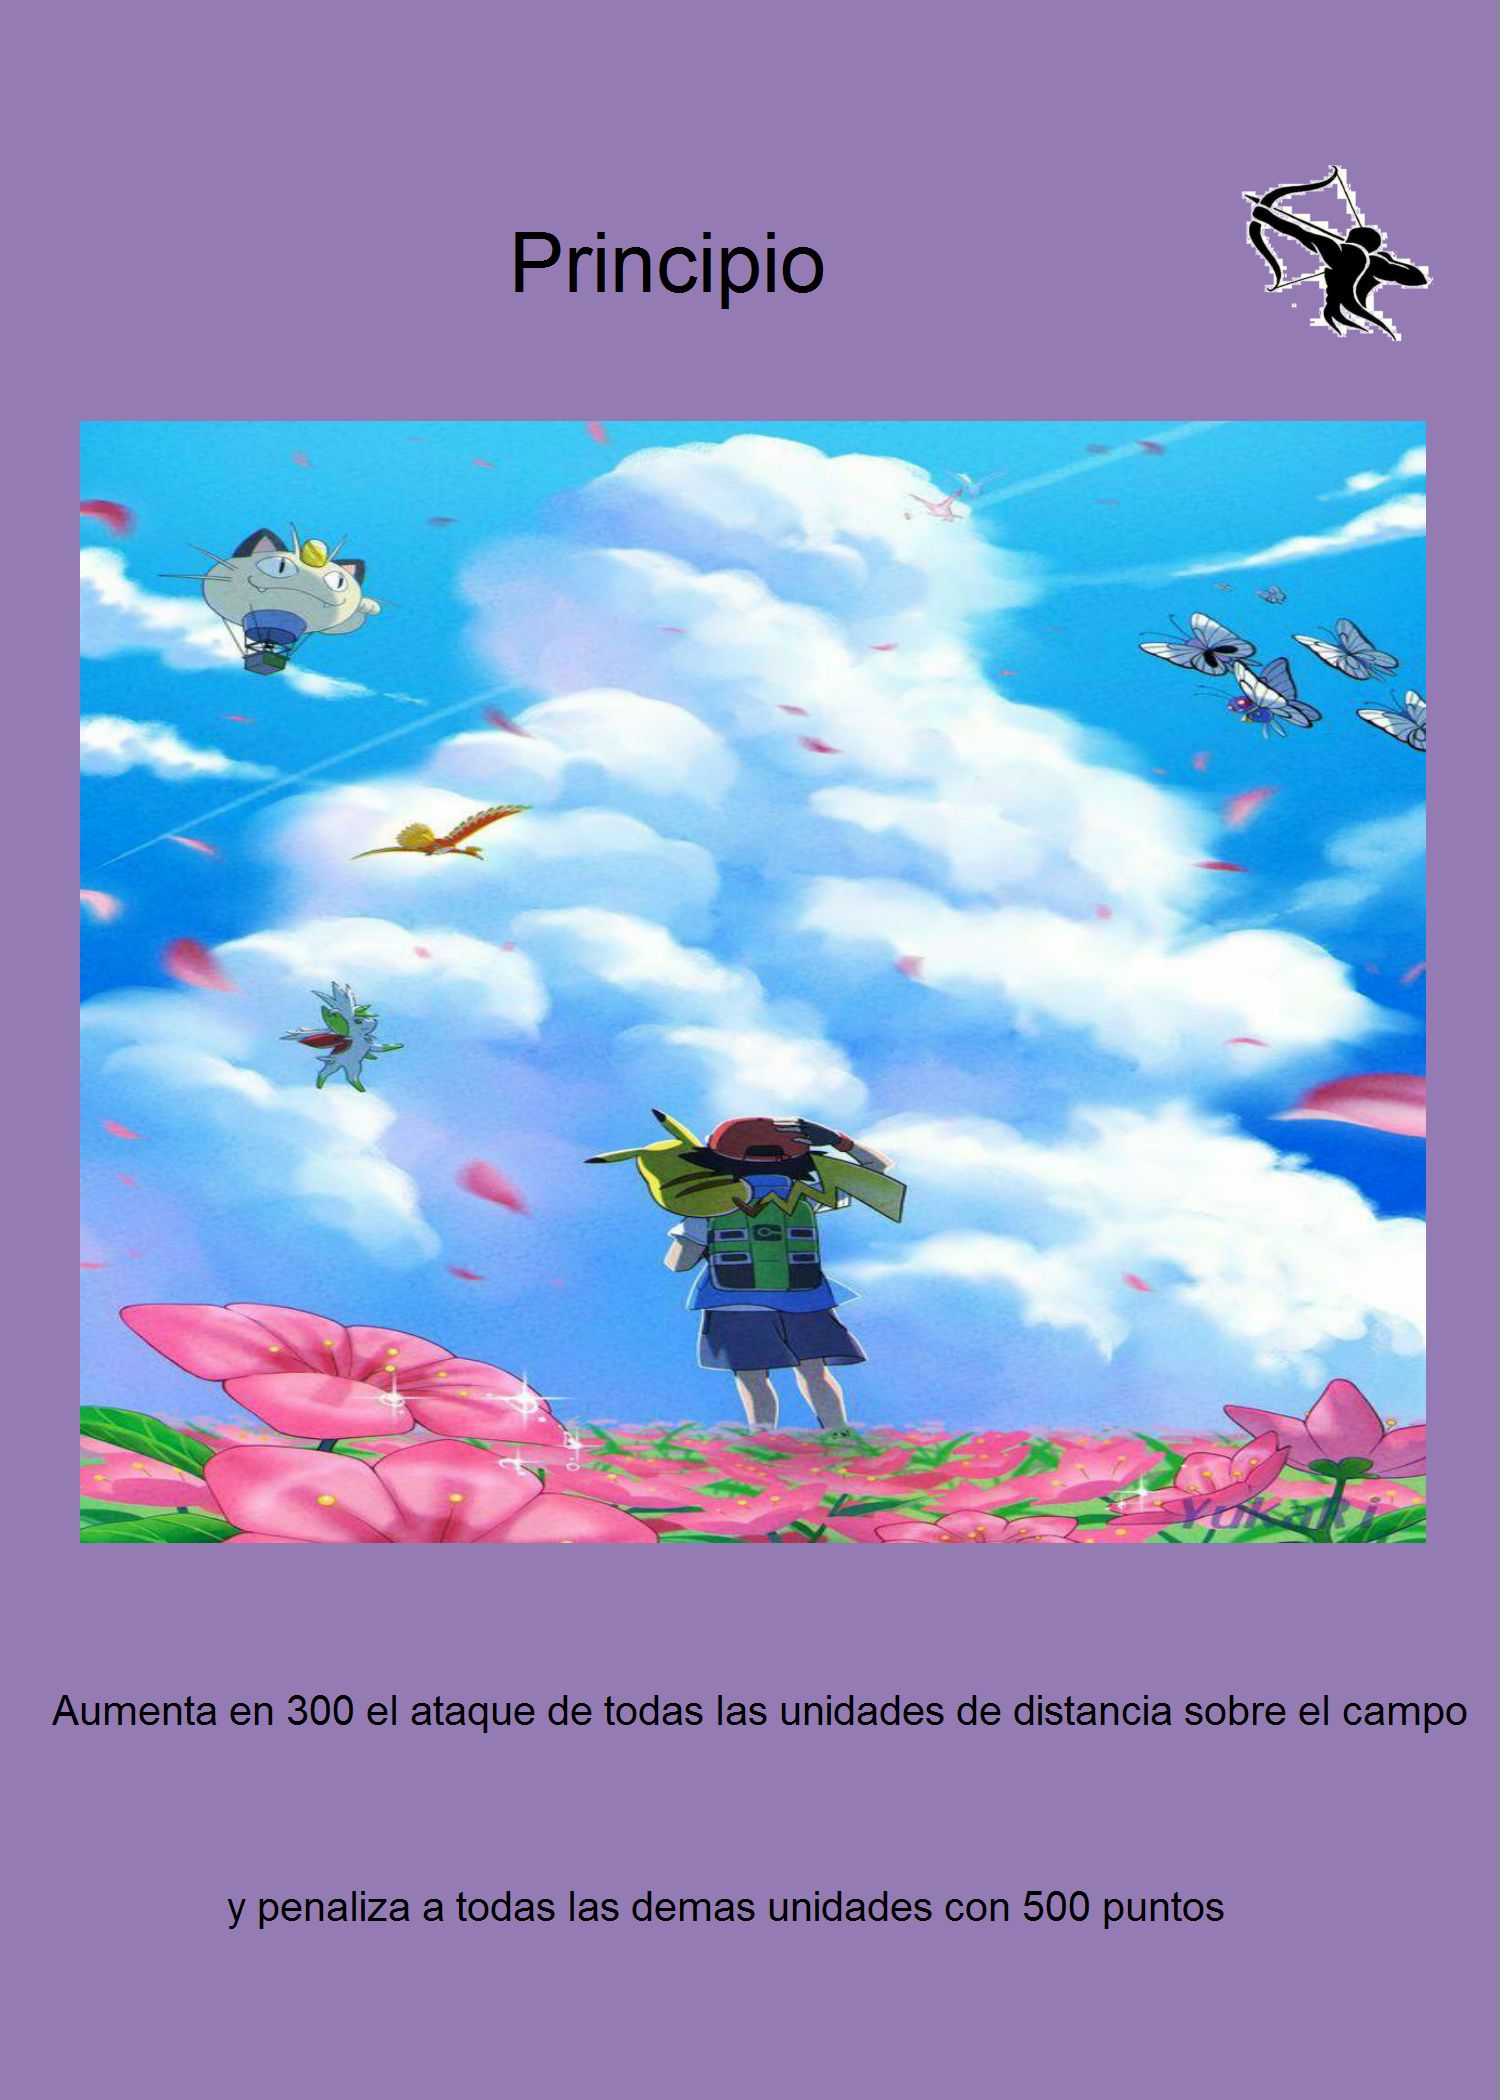 Principio
YukaRi
Aumenta en 300 el ataque de todas las unidades de distancia sobre el campo
y penaliza a todas las demas unidades con 500 puntos